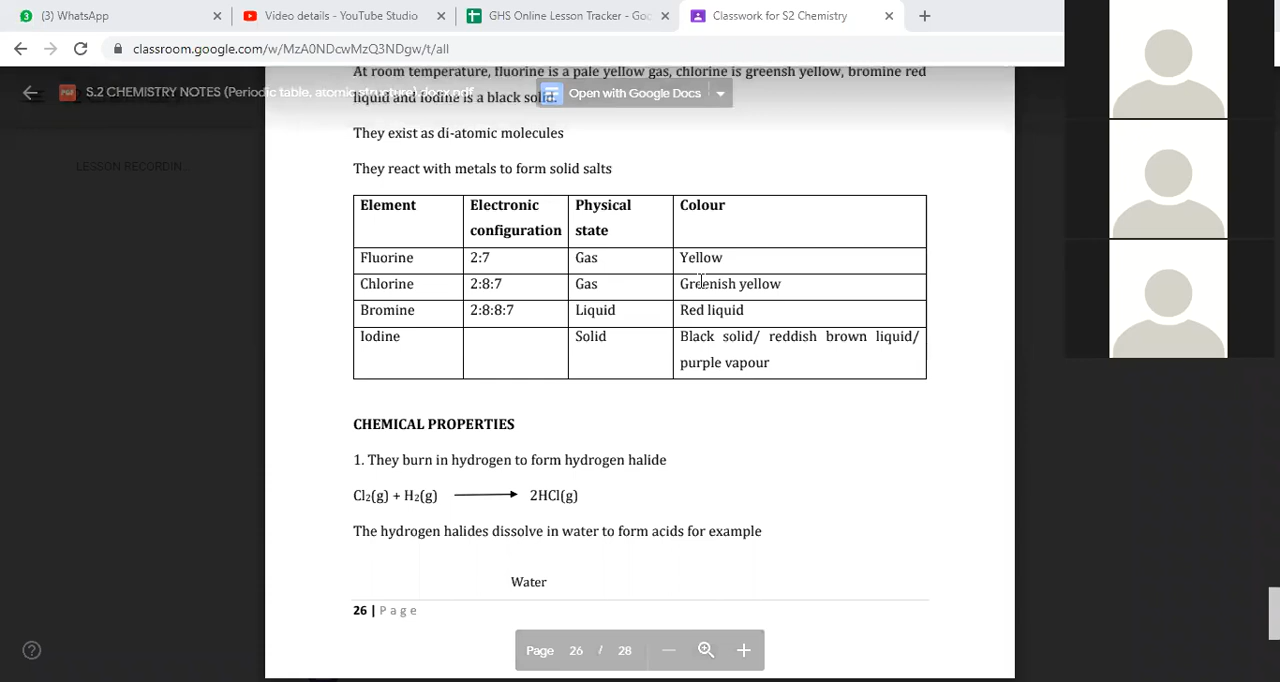 (3) WhatsApp
Video details - YouTube Studio
GHS Online Lesson Tracker - Goo
Classwork for S2 Chemistry
classroom.google.com/w/MzA0NDcwMzQ3NDgw/t/all
At room temperature, fluorine is a pale yellow gas, chlorine is greensh yellow, bromine red
S.2 CHEMISTRY NOTES (Periodic table, atomic structure).docx.pdf
Open with Google Docs
liquid and iodine is a black solid.
They exist as di-atomic molecules
LESSON RECORDIN...
They react with metals to form solid salts
Element Electronic configuration Physical state Colour
Fluorine 2:7 Gas Yellow
Chlorine 2:8:7 Gas Greenish yellow
Bromine 2:8:8:7 Liquid Red liquid
Iodine Solid Black solid/ reddish brown liquid/
purple vapour
CHEMICAL PROPERTIES
1. They burn in hydrogen to form hydrogen halide
Cl₂(g) + H₂(g) ⟶ 2HCl(g)
The hydrogen halides dissolve in water to form acids for example
Water
26 | Page
Page 26 / 28